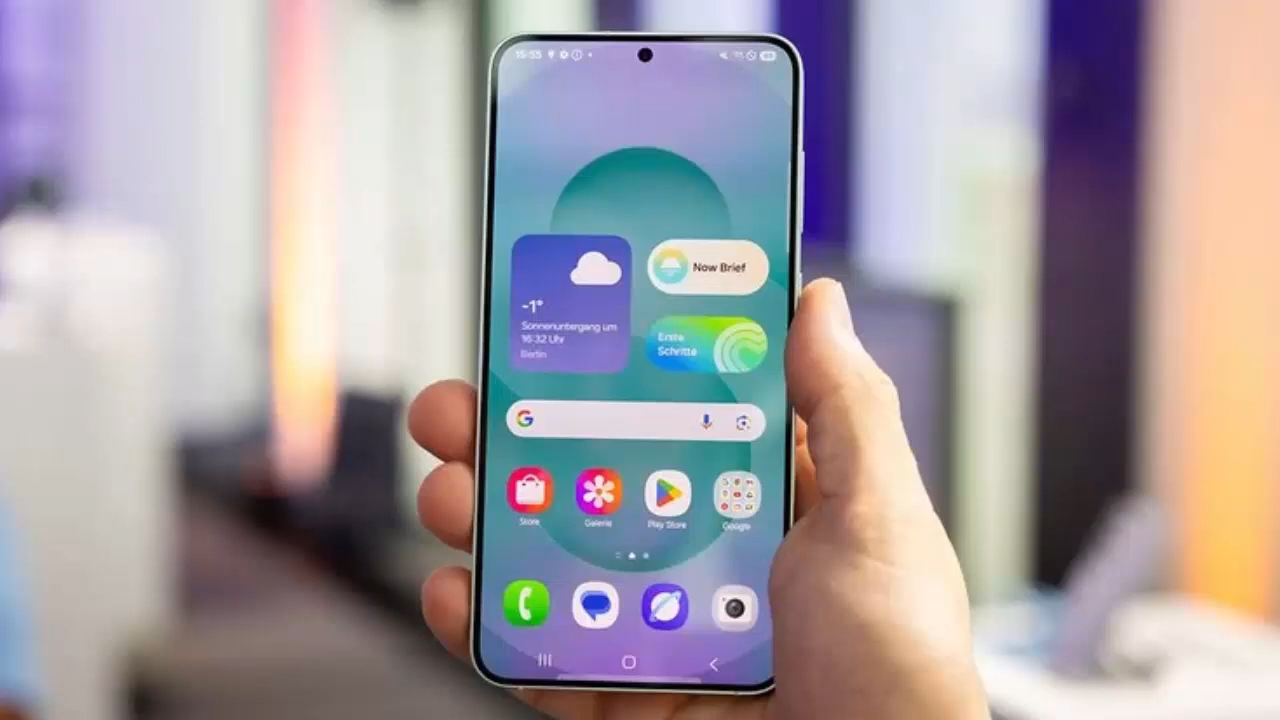 15:55
-1°
Sonnenuntergang um
16:32 Uhr
Berlin
Now Brief
Erste
Schritte
Store
Galerie
Play Store
Google